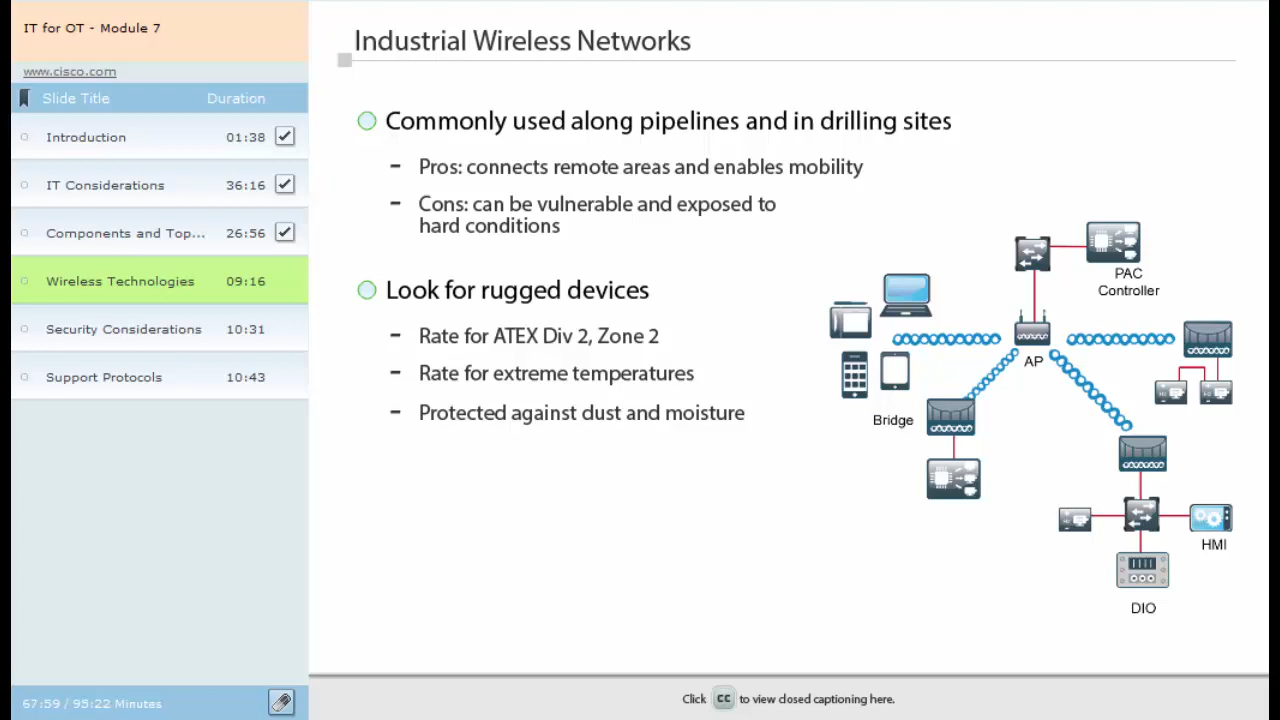 IT for OT - Module 7
www.cisco.com
Slide Title Duration
Introduction 01:38
IT Considerations 36:16
Components and Top... 26:56
Wireless Technologies 09:16
Security Considerations 10:31
Support Protocols 10:43
67:59 / 95:22 Minutes
Industrial Wireless Networks
Commonly used along pipelines and in drilling sites
- Pros: connects remote areas and enables mobility
- Cons: can be vulnerable and exposed to
hard conditions
Look for rugged devices
- Rate for ATEX Div 2, Zone 2
- Rate for extreme temperatures
- Protected against dust and moisture
PAC
Controller
AP
Bridge
HMI
DIO
Click CC to view closed captioning here.